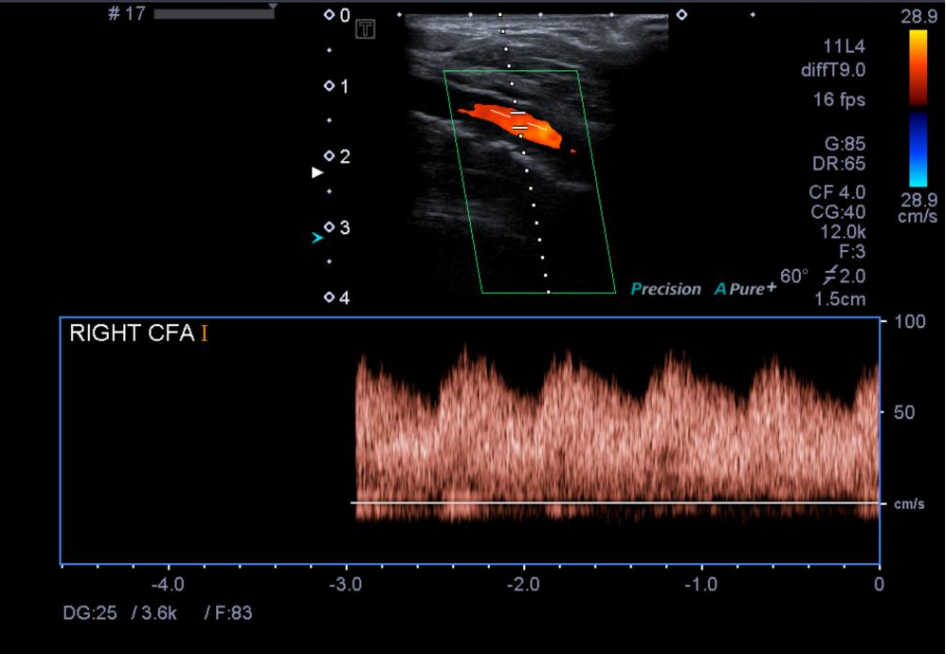 #17
0
T
1
2
3
4
28.9
11L4
diffT9.0
16 fps
G:85
DR:65
28.9
cm/s
CF 4.0
CG:40
12.0k
F:3
60° 2.0
1.5cm
Precision A Pure+
RIGHT CFA I
100
50
cm/s
-4.0 -3.0 -2.0 -1.0 0
DG:25 / 3.6k / F:83